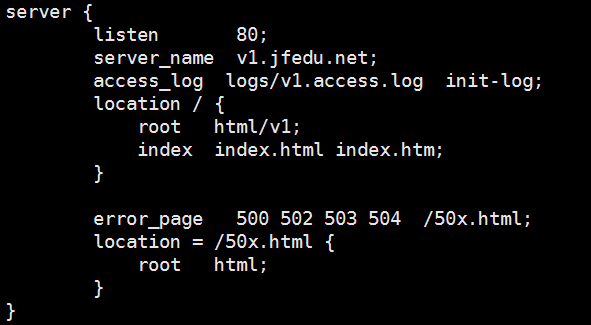 server {
listen 80;
server_name v1.jfedu.net;
access_log logs/v1.access.log init-log;
location / {
root html/v1;
index index.html index.htm;
}
error_page 500 502 503 504 /50x.html;
location = /50x.html {
root html;
}
}